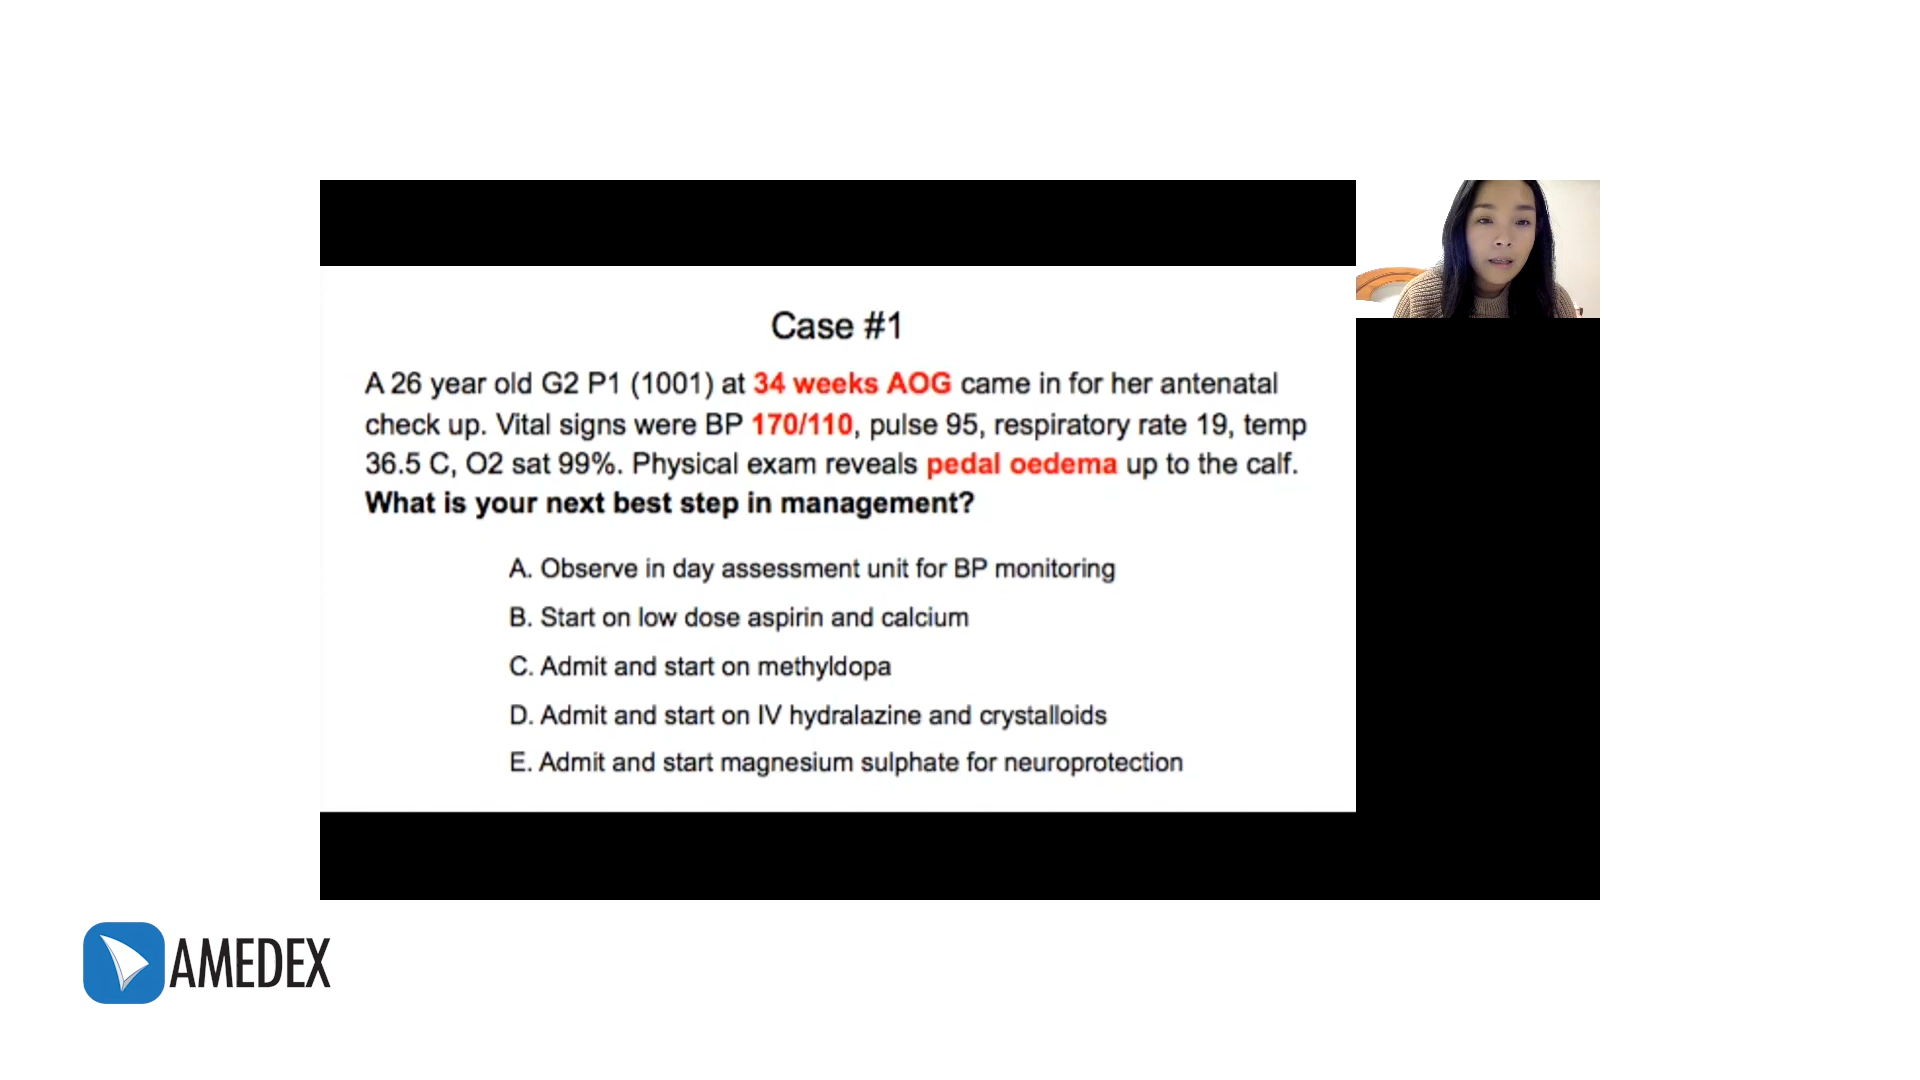 Case #1
A 26 year old G2 P1 (1001) at 34 weeks AOG came in for her antenatal
check up. Vital signs were BP 170/110, pulse 95, respiratory rate 19, temp
36.5 C, O2 sat 99%. Physical exam reveals pedal oedema up to the calf.
What is your next best step in management?
A. Observe in day assessment unit for BP monitoring
B. Start on low dose aspirin and calcium
C. Admit and start on methyldopa
D. Admit and start on IV hydralazine and crystalloids
E. Admit and start magnesium sulphate for neuroprotection
AMEDEX